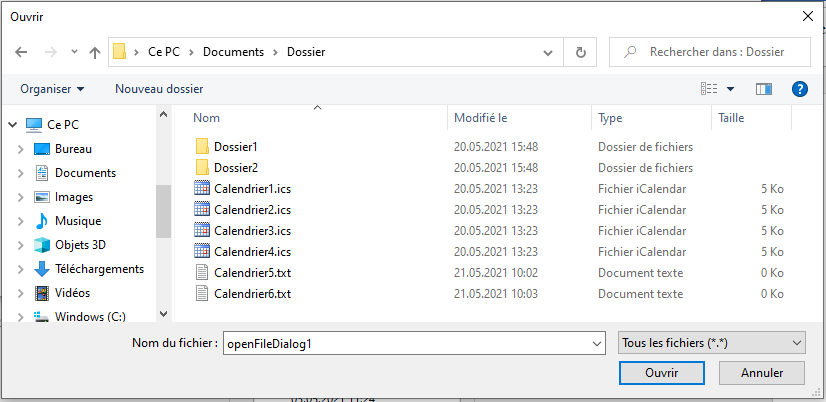 Ouvrir
Ce PC Documents Dossier Rechercher dans : Dossier
Organiser Nouveau dossier
Ce PC
Bureau
Documents
Images
Musique
Objets 3D
Téléchargements
Vidéos
Windows (C:)
Nom Modifié le Type Taille
Dossier1 20.05.2021 15:48 Dossier de fichiers
Dossier2 20.05.2021 15:48 Dossier de fichiers
Calendrier1.ics 20.05.2021 13:23 Fichier iCalendar 5 Ko
Calendrier2.ics 20.05.2021 13:23 Fichier iCalendar 5 Ko
Calendrier3.ics 20.05.2021 13:23 Fichier iCalendar 5 Ko
Calendrier4.ics 20.05.2021 13:23 Fichier iCalendar 5 Ko
Calendrier5.txt 21.05.2021 10:02 Document texte 0 Ko
Calendrier6.txt 21.05.2021 10:03 Document texte 0 Ko
Nom du fichier : openFileDialog1 Tous les fichiers (*.*)
Ouvrir Annuler